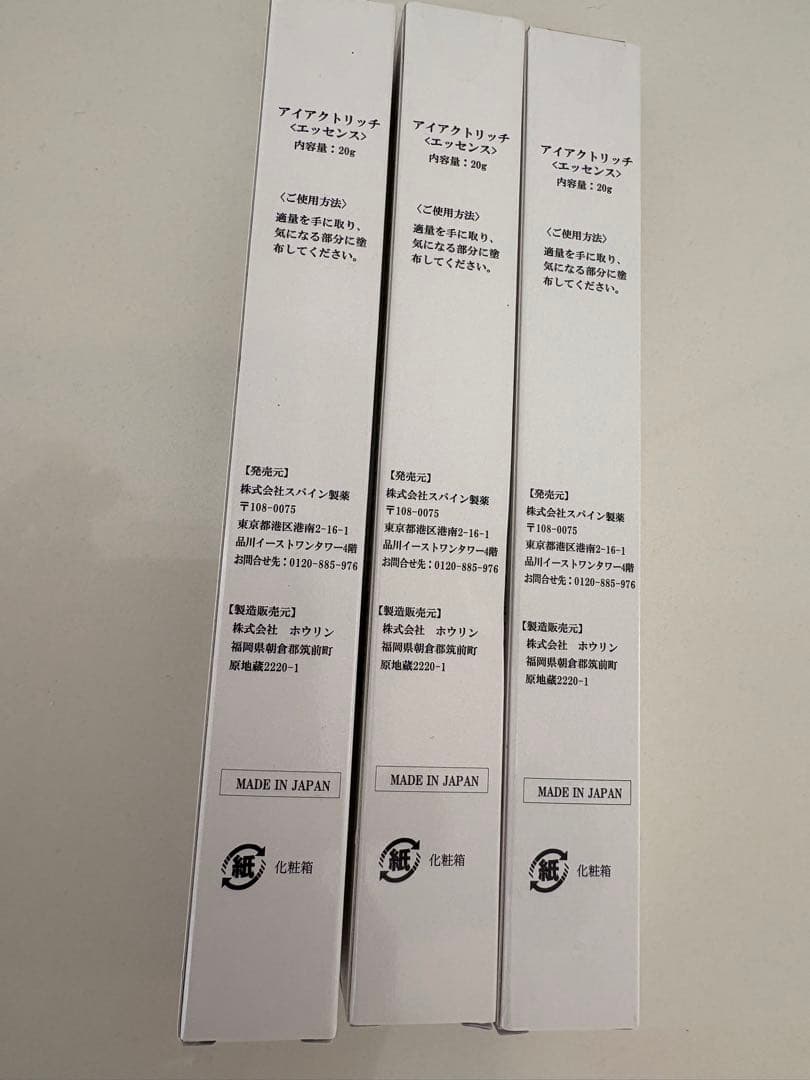 アイアクトリッチ
<エッセンス>
内容量：20g
〈ご使用方法〉
適量を手に取り、
気になる部分に塗
布してください。
【発売元】
株式会社スパイン製薬
〒108-0075
東京都港区港南2-16-1
品川イーストワンタワー4階
お問合せ先：0120-885-976
【製造販売元】
株式会社　ホウリン
福岡県朝倉郡筑前町
原地蔵2220-1
MADE IN JAPAN
紙 化粧箱
アイアクトリッチ
<エッセンス>
内容量：20g
〈ご使用方法〉
適量を手に取り、
気になる部分に塗
布してください。
【発売元】
株式会社スパイン製薬
〒108-0075
東京都港区港南2-16-1
品川イーストワンタワー4階
お問合せ先：0120-885-976
【製造販売元】
株式会社　ホウリン
福岡県朝倉郡筑前町
原地蔵2220-1
MADE IN JAPAN
紙 化粧箱
アイアクトリッチ
<エッセンス>
内容量：20g
〈ご使用方法〉
適量を手に取り、
気になる部分に塗
布してください。
【発売元】
株式会社スパイン製薬
〒108-0075
東京都港区港南2-16-1
品川イーストワンタワー4階
お問合せ先：0120-885-976
【製造販売元】
株式会社　ホウリン
福岡県朝倉郡筑前町
原地蔵2220-1
MADE IN JAPAN
紙 化粧箱